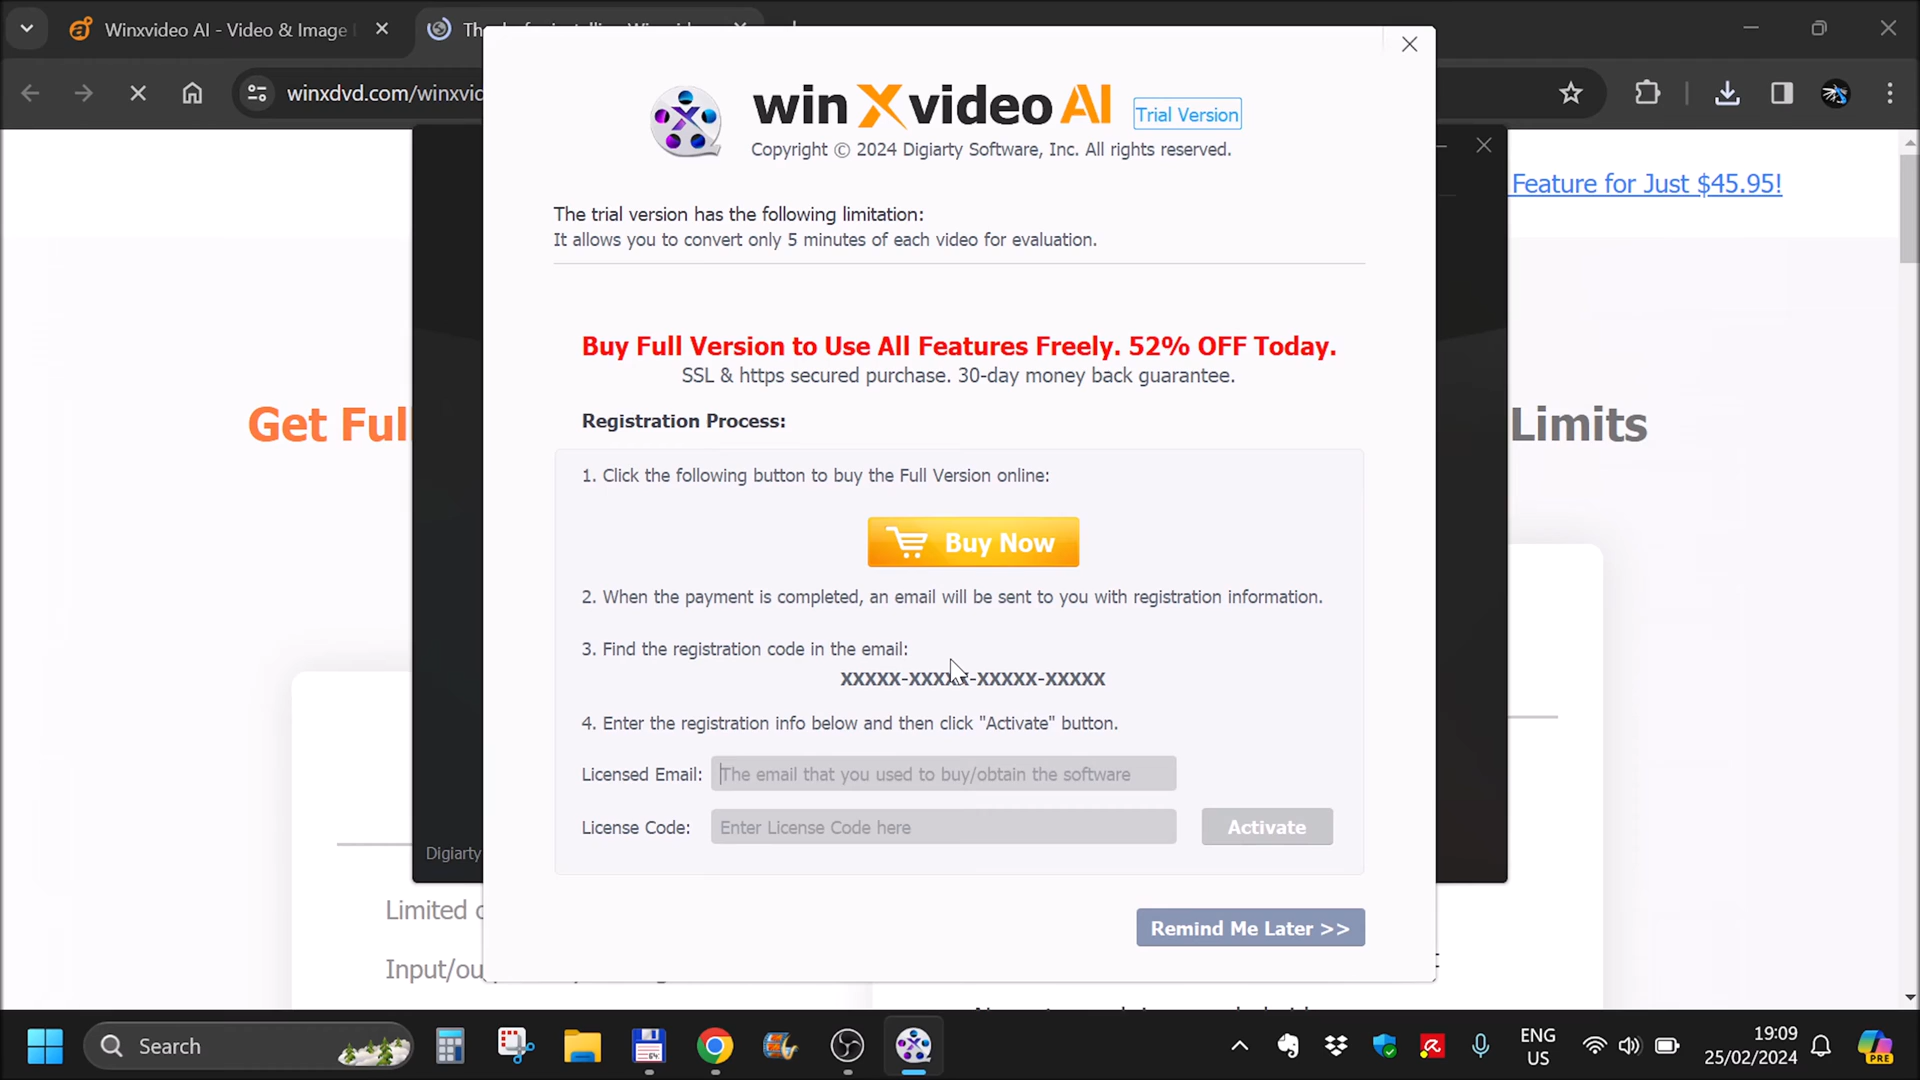 Winxvideo AI - Video & Image
winxdvd.com/winxvid
winXvideo AI
Trial Version
Copyright © 2024 Digiarty Software, Inc. All rights reserved.
Feature for Just $45.95!
The trial version has the following limitation:
It allows you to convert only 5 minutes of each video for evaluation.
Buy Full Version to Use All Features Freely. 52% OFF Today.
SSL & https secured purchase. 30-day money back guarantee.
Get Ful
Limits
Registration Process:
1. Click the following button to buy the Full Version online:
Buy Now
2. When the payment is completed, an email will be sent to you with registration information.
3. Find the registration code in the email:
XXXXX-XXXXX-XXXXX-XXXXX
4. Enter the registration info below and then click "Activate" button.
Licensed Email: The email that you used to buy/obtain the software
License Code: Enter License Code here
Activate
Digiarty
Limited
Remind Me Later >>
Input/ou
Search
ENG
US
19:09
25/02/2024
PRE